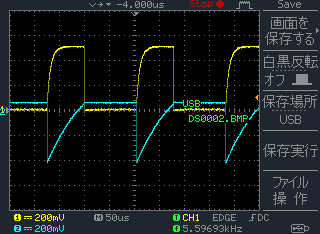 -4.000us Stop Save
画面を
保存する
白黒反転
オフ
保存場所
USB
保存実行
ファイル
操 作
USB
DS0002.BMP
1 200mV M 50us T CH1 EDGE DC
2 200mV T 5.59693kHz